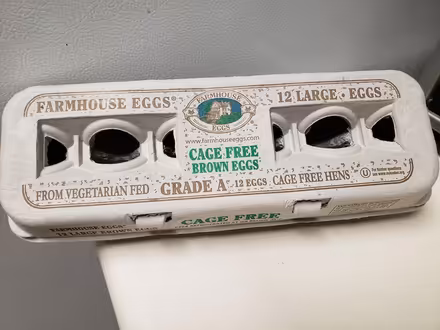 FARMHOUSE EGGS®
FARMHOUSE
EGGS
12 LARGE • EGGS
www.farmhouseeggs.com
CAGE FREE
BROWN EGGS
FROM VEGETARIAN FED
GRADE A
12 EGGS
CAGE FREE HENS
U
FARMHOUSE EGGS
12 LARGE BROWN EGGS
CAGE FREE